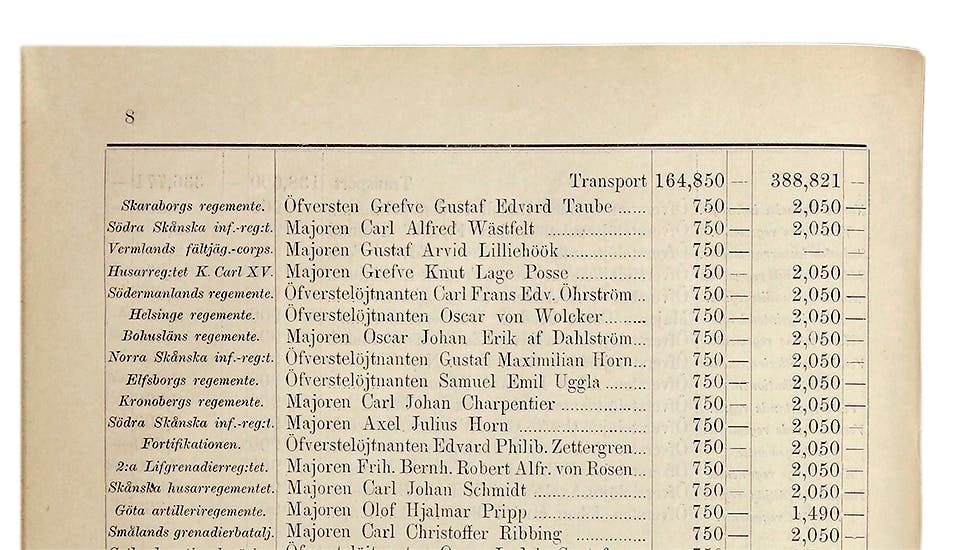 8
Transport 164,850 — 388,821 —
Skaraborgs regemente. Öfversten Grefve Gustaf Edvard Taube ...... 750 — 2,050 —
Södra Skånska inf.-reg:t. Majoren Carl Alfred Wästfelt .................. 750 — 2,050 —
Vermlands fältjäg.-corps. Majoren Gustaf Arvid Lilliehöök............... 750 — — —
Husarreg:tet K. Carl XV. Majoren Grefve Knut Lage Posse .............. 750 — 2,050 —
Södermanlands regemente. Öfverstelöjtnanten Carl Frans Edv. Öhrström... 750 — 2,050 —
Helsinge regemente. Öfverstelöjtnanten Oscar von Wolcker......... 750 — 2,050 —
Bohusläns regemente. Majoren Oscar Johan Erik af Dahlström... 750 — 2,050 —
Norra Skånska inf.-reg:t. Öfverstelöjtnanten Gustaf Maximilian Horn... 750 — 2,050 —
Elfsborgs regemente. Öfverstelöjtnanten Samuel Emil Uggla ........ 750 — 2,050 —
Kronobergs regemente. Majoren Carl Johan Charpentier ................ 750 — 2,050 —
Södra Skånska inf.-reg:t. Majoren Axel Julius Horn ........................ 750 — 2,050 —
Fortifikationen. Öfverstelöjtnanten Edvard Philib. Zettergren... 750 — 2,050 —
2:a Lifgrenadierreg:tet. Majoren Frih. Bernh. Robert Alfr. von Rosen... 750 — 2,050 —
Skånska husarregementet. Majoren Carl Johan Schmidt ..................... 750 — 2,050 —
Göta artilleriregemente. Majoren Olof Hjalmar Pripp ..................... 750 — 1,490 —
Smålands grenadierbatalj. Majoren Carl Christoffer Ribbing ............... 750 — 2,050 —